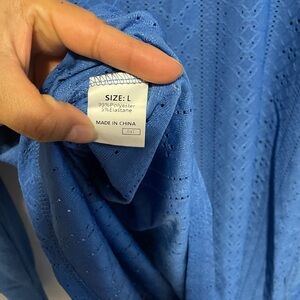 SIZE: L
95%Polyester
5%Elastane
MADE IN CHINA